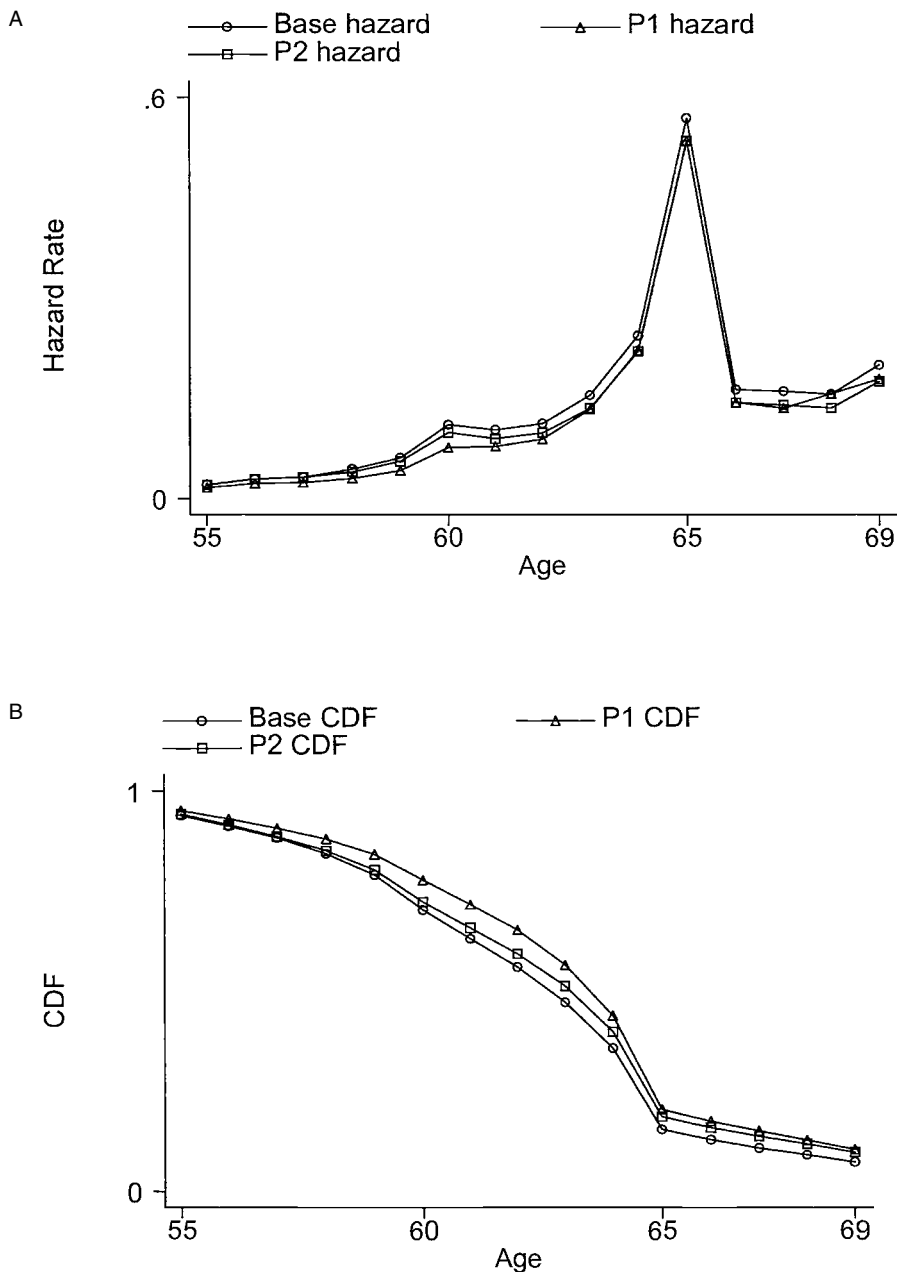 A
Base hazard
P1 hazard
P2 hazard
.6
Hazard Rate
0
55
60
65
69
Age
B
Base CDF
P1 CDF
P2 CDF
1
CDF
0
55
60
65
69
Age